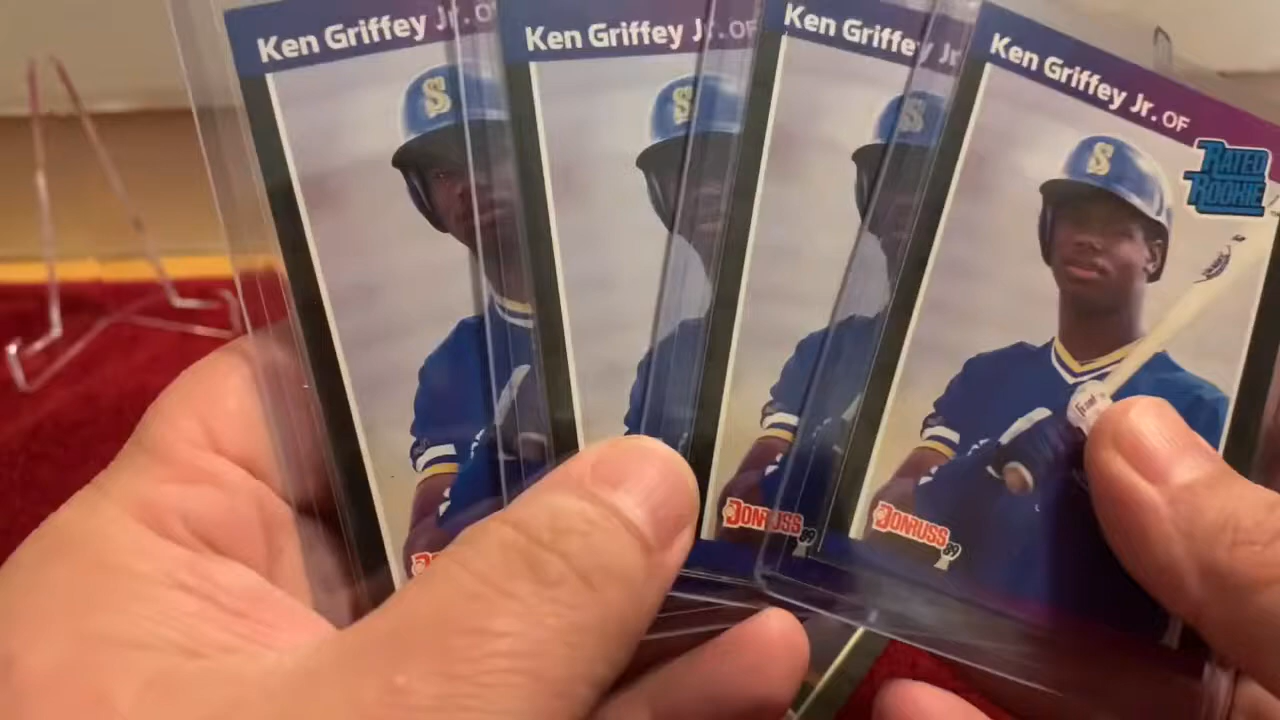 Ken Griffey Jr. O
Ken Griffey Jr. OF
Ken Griffey Jr
Ken Griffey Jr. OF
RATED
ROOKIE
S
S
S
S
DONRUSS
89
DONRUSS
89